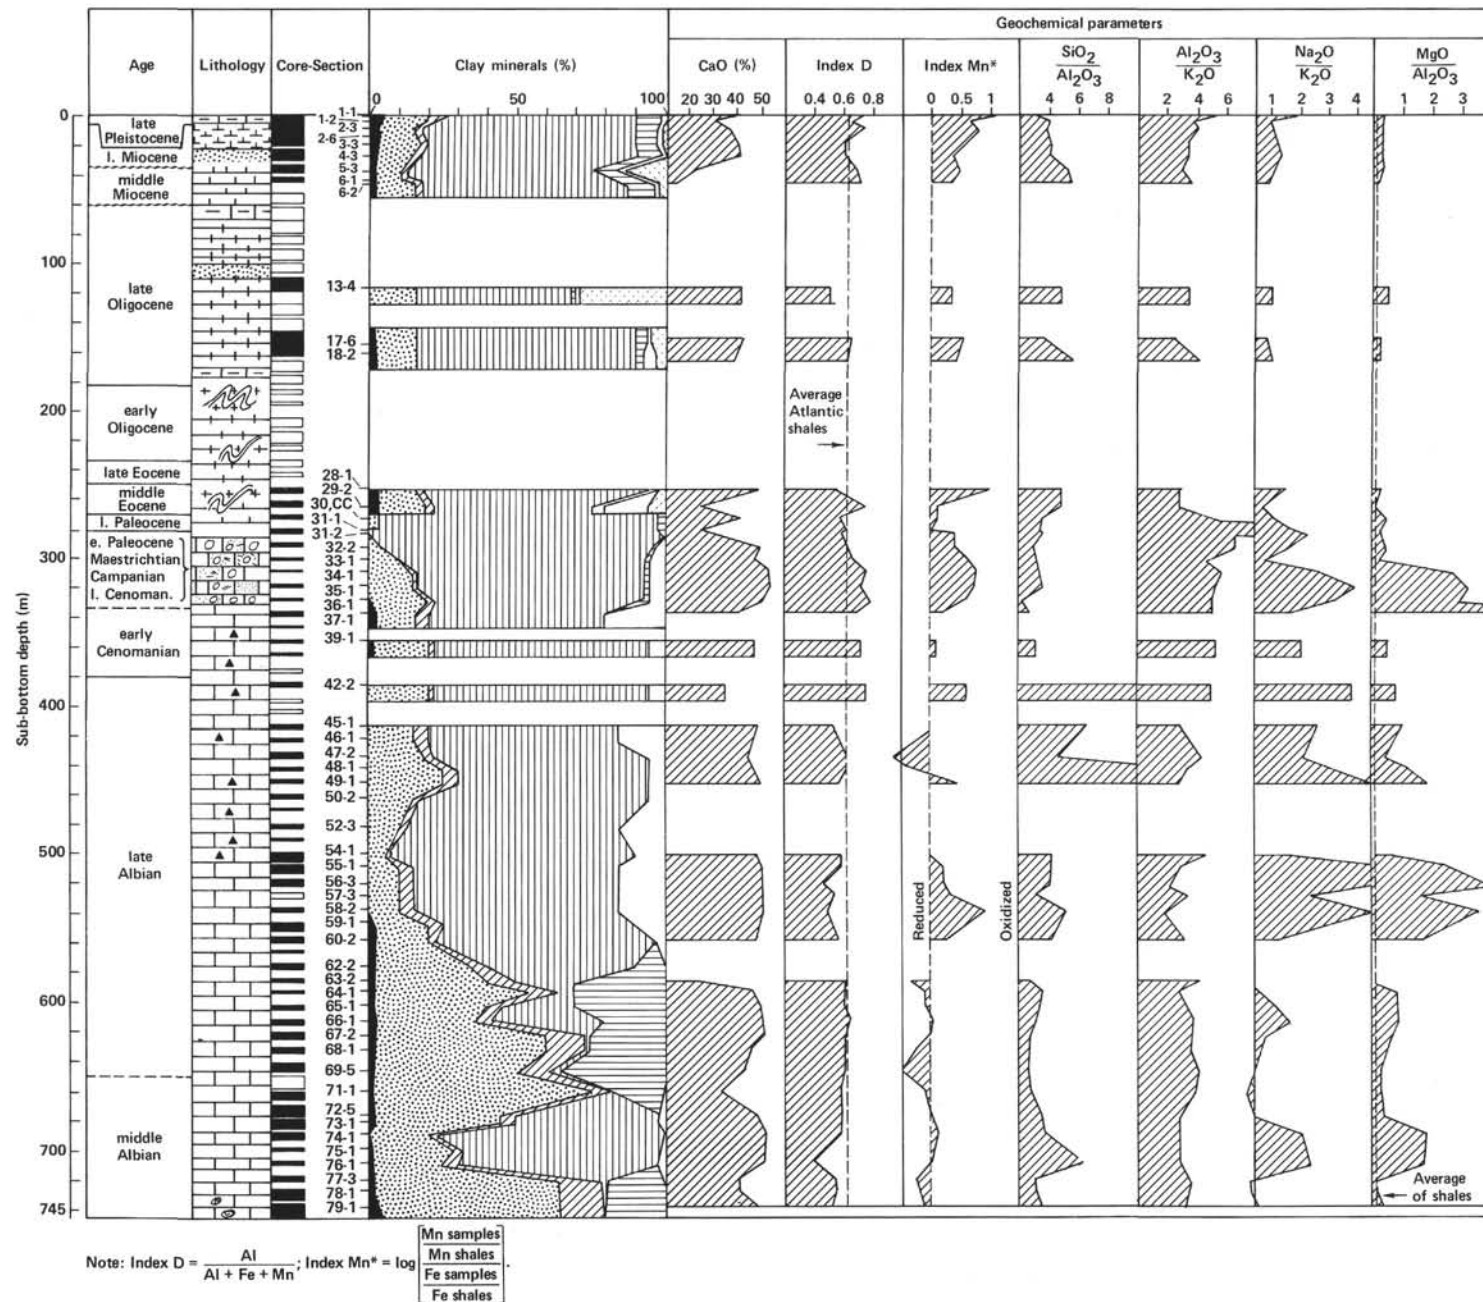 Geochemical parameters
Age
Lithology
Core-Section
Clay minerals (%)
CaO (%)
Index D
Index Mn*
SiO2
Al2O3
Al2O3
K2O
Na2O
K2O
MgO
Al2O3
0 50 100
20 30 40 50
0.4 0.6 0.8
0 0.5 1
4 6 8
2 4 6
1 2 3 4
1 2 3
Sub-bottom depth (m)
0
100
200
300
400
500
600
700
745
late
Pleistocene
l. Miocene
middle
Miocene
late
Oligocene
early
Oligocene
late Eocene
middle
Eocene
l. Paleocene
e. Paleocene
Maestrichtian
Campanian
l. Cenoman.
early
Cenomanian
late
Albian
middle
Albian
1-1
1-2
2-3
2-6
3-3
4-3
5-3
6-1
6-2
13-4
17-6
18-2
28-1
29-2
30,CC
31-1
31-2
32-2
33-1
34-1
35-1
36-1
37-1
39-1
42-2
45-1
46-1
47-2
48-1
49-1
50-2
52-3
54-1
55-1
56-3
57-3
58-2
59-1
60-2
62-2
63-2
64-1
65-1
66-1
67-2
68-1
69-5
71-1
72-5
73-1
74-1
75-1
76-1
77-3
78-1
79-1
Average
Atlantic
shales
Reduced
Oxidized
Average
of shales
Note: Index D = Al / Al + Fe + Mn ; Index Mn* = log [ Mn samples
Mn shales
Fe samples
Fe shales ] .